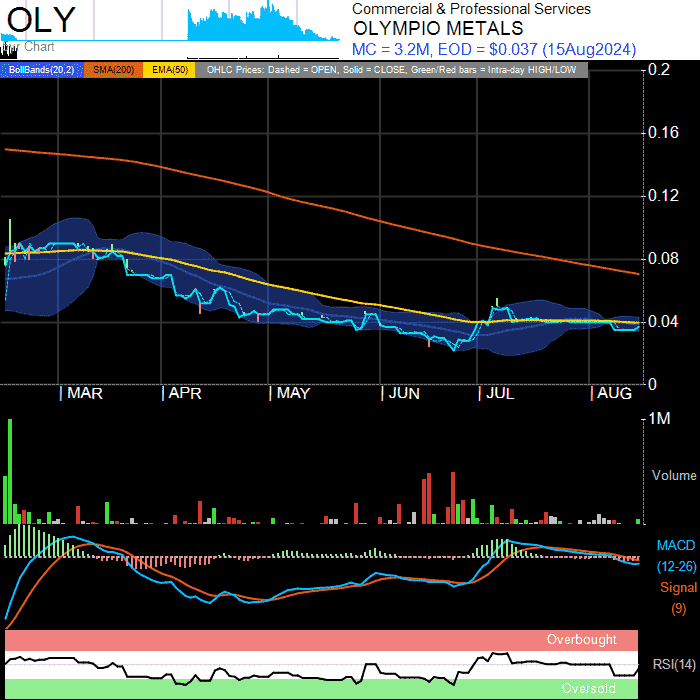 OLY
Commercial & Professional Services
OLYMPIO METALS
MC = 3.2M, EOD = $0.037 (15Aug2024)
Chart
BollBands(20,2) SMA(200) EMA(50) OHLC Prices: Dashed = OPEN, Solid = CLOSE, Green/Red bars = Intra-day HIGH/LOW
0.2
0.16
0.12
0.08
0.04
0
MAR APR MAY JUN JUL AUG
1M
Volume
MACD
(12-26)
Signal
(9)
Overbought
RSI(14)
Oversold